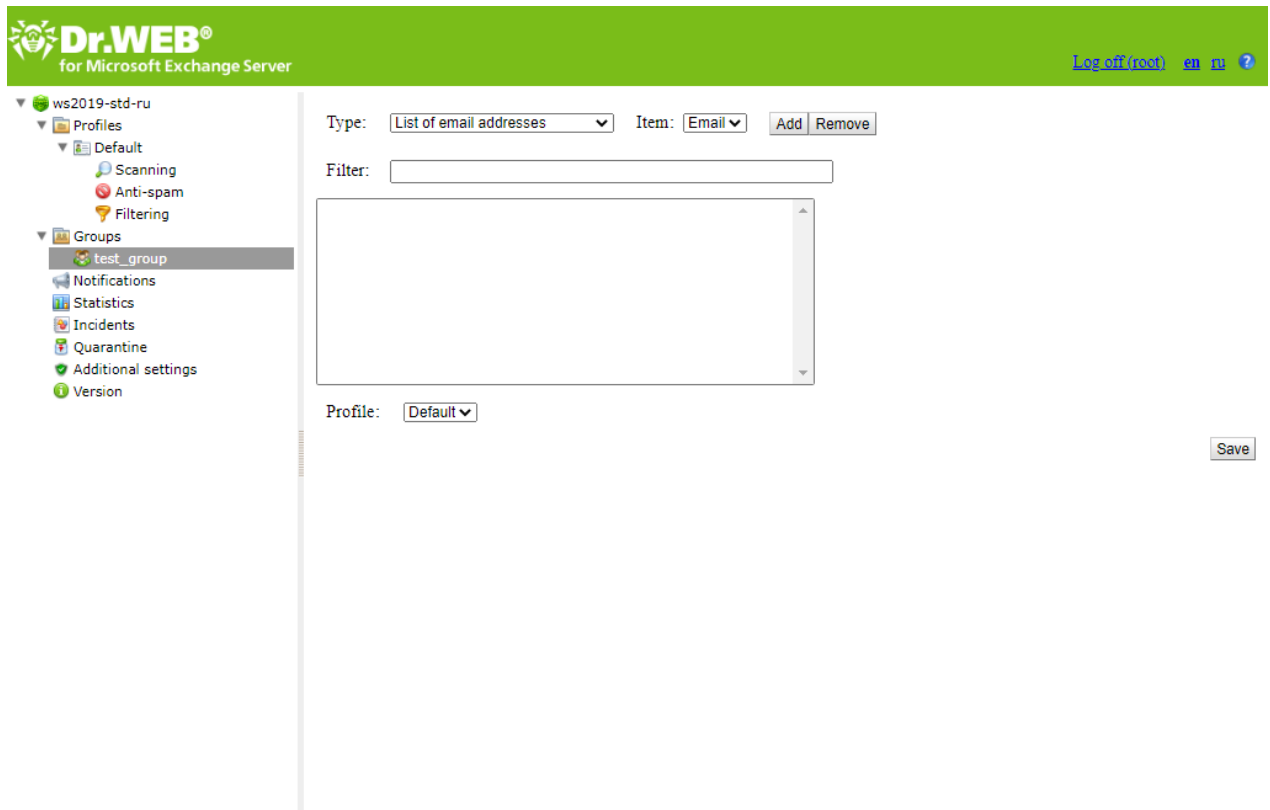 Dr.WEB®
for Microsoft Exchange Server
Log off (root) en ru ?
ws2019-std-ru
Profiles
Default
Scanning
Anti-spam
Filtering
Groups
test_group
Notifications
Statistics
Incidents
Quarantine
Additional settings
Version
Type: List of email addresses Item: Email Add Remove
Filter:
Profile: Default
Save